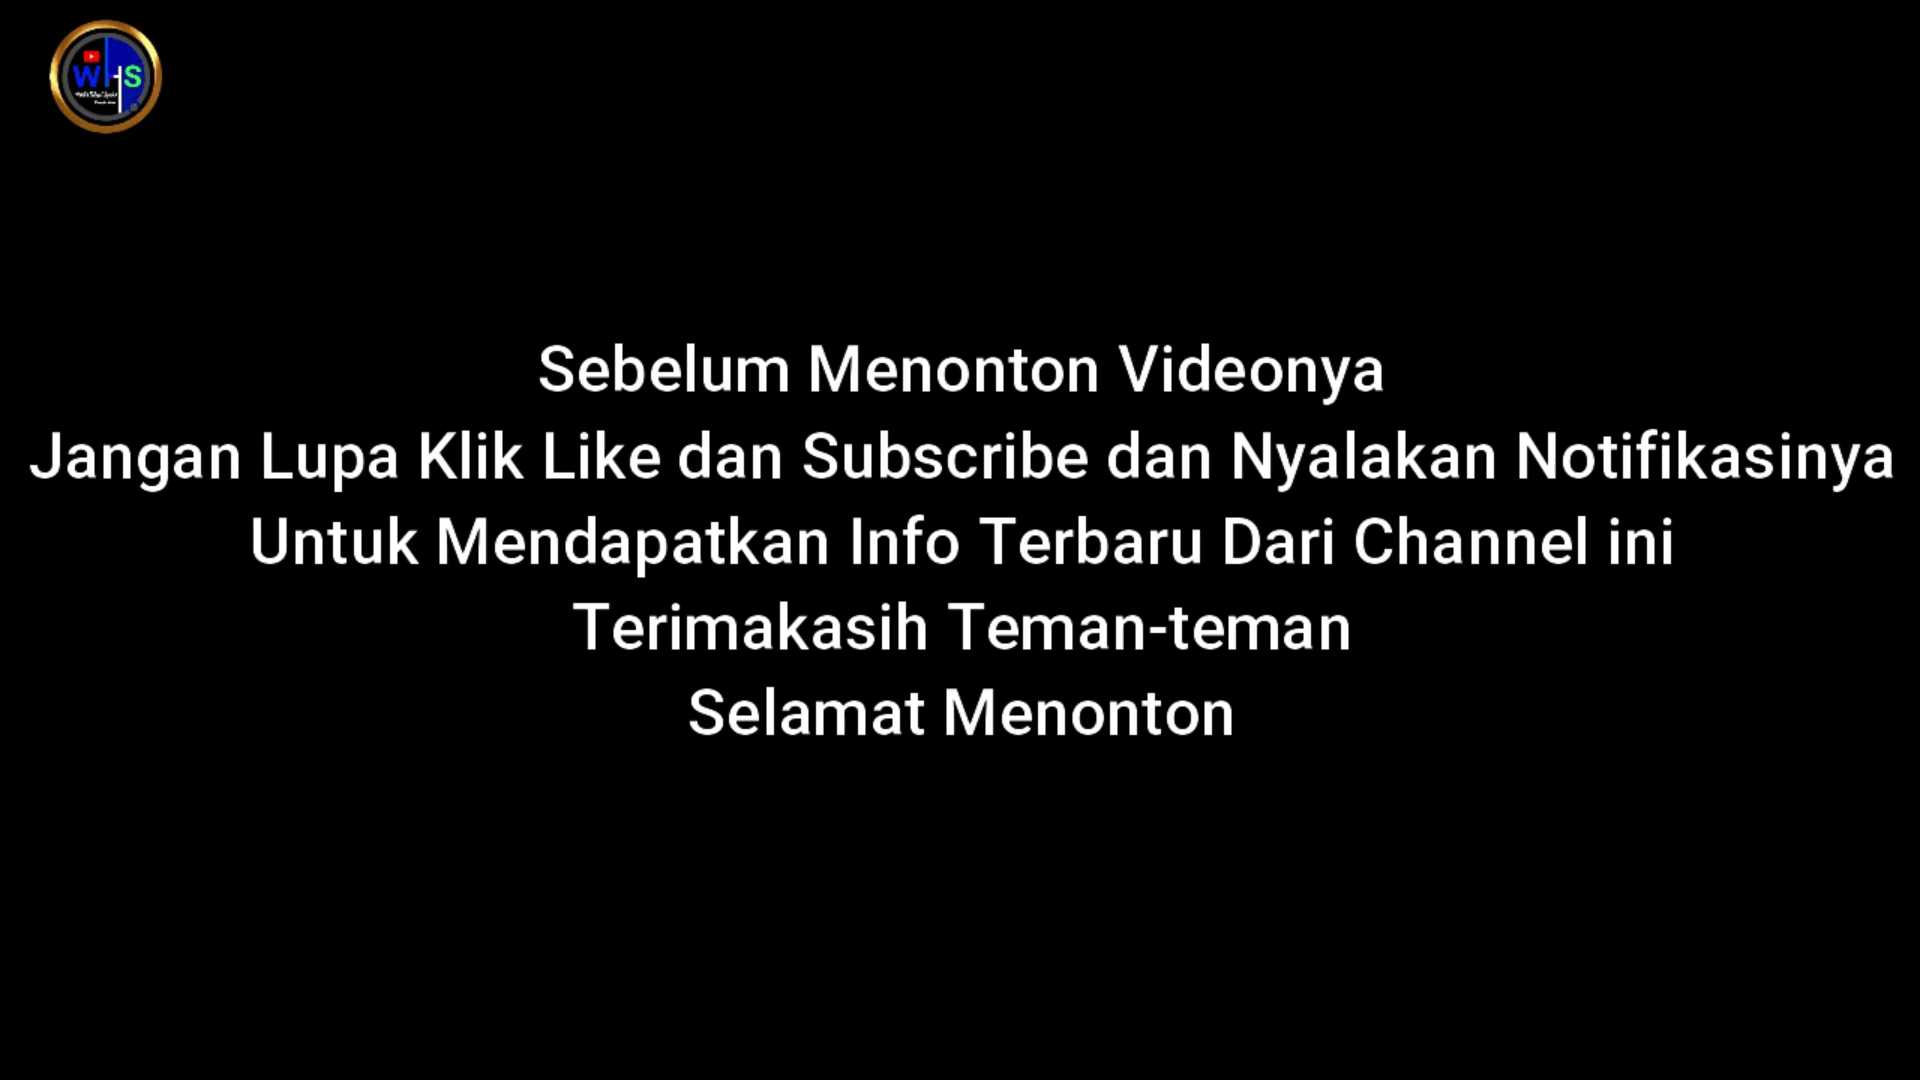 WHS
Sebelum Menonton Videonya
Jangan Lupa Klik Like dan Subscribe dan Nyalakan Notifikasinya
Untuk Mendapatkan Info Terbaru Dari Channel ini
Terimakasih Teman-teman
Selamat Menonton